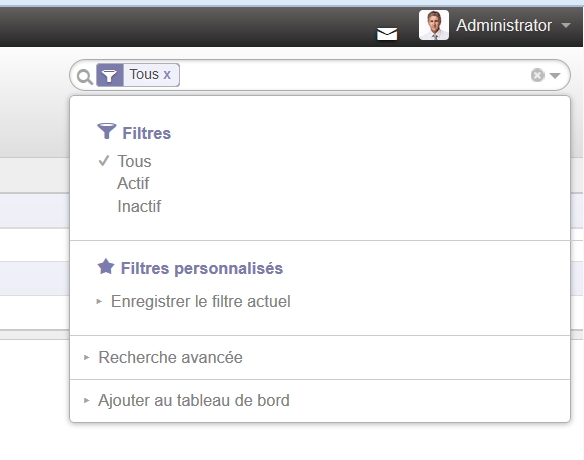 Administrator
Tous x
Filtres
Tous
Actif
Inactif
Filtres personnalisés
Enregistrer le filtre actuel
Recherche avancée
Ajouter au tableau de bord